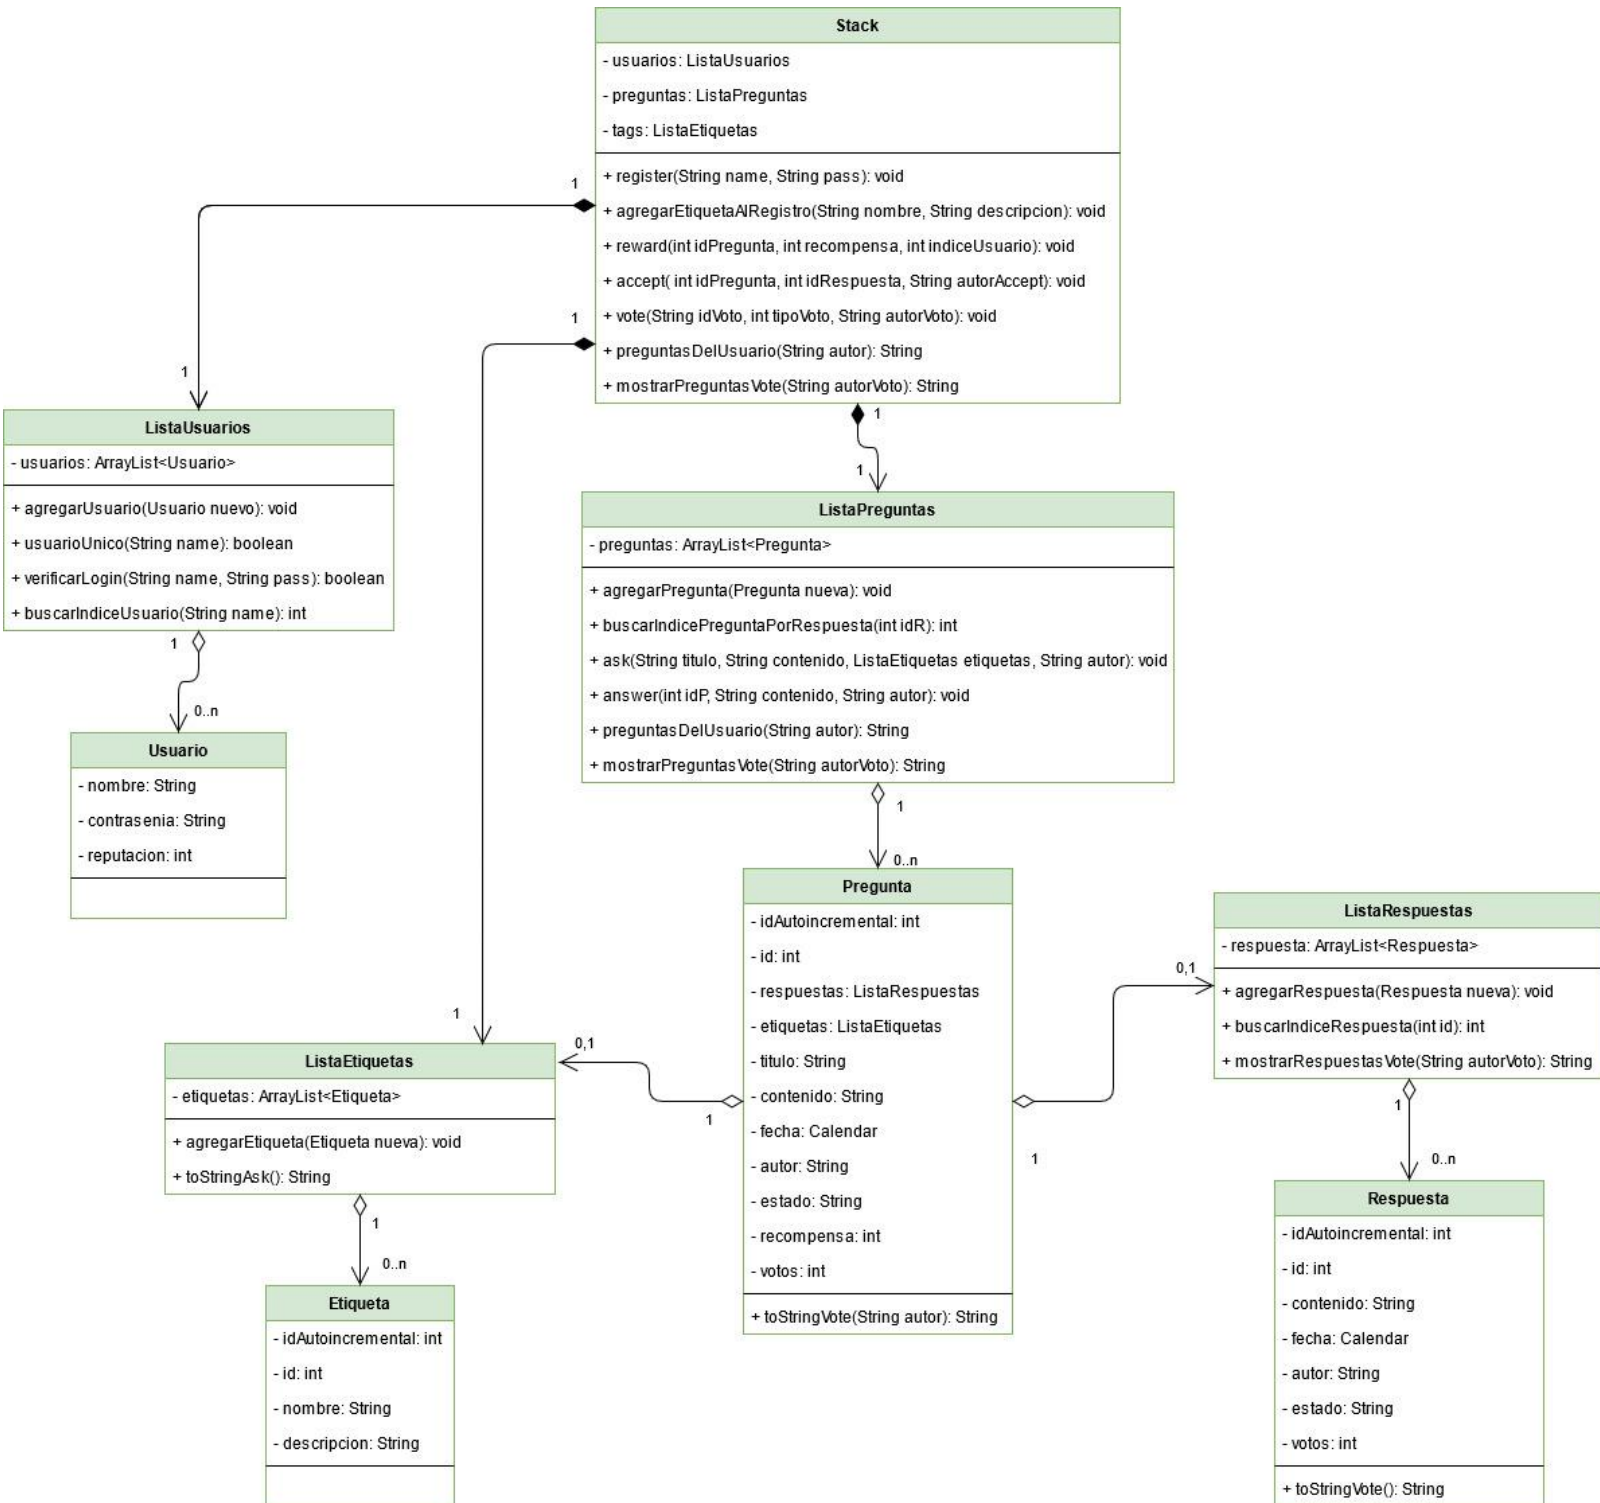 Stack
- usuarios: ListaUsuarios
- preguntas: ListaPreguntas
- tags: ListaEtiquetas
+ register(String name, String pass): void
+ agregarEtiquetaAlRegistro(String nombre, String descripcion): void
+ reward(int idPregunta, int recompensa, int indiceUsuario): void
+ accept( int idPregunta, int idRespuesta, String autorAccept): void
+ vote(String idVoto, int tipoVoto, String autorVoto): void
+ preguntasDelUsuario(String autor): String
+ mostrarPreguntasVote(String autorVoto): String
1
1
1
1
1
1
ListaUsuarios
- usuarios: ArrayList<Usuario>
+ agregarUsuario(Usuario nuevo): void
+ usuarioUnico(String name): boolean
+ verificarLogin(String name, String pass): boolean
+ buscarIndiceUsuario(String name): int
1
0..n
Usuario
- nombre: String
- contrasenia: String
- reputacion: int
ListaPreguntas
- preguntas: ArrayList<Pregunta>
+ agregarPregunta(Pregunta nueva): void
+ buscarIndicePreguntaPorRespuesta(int idR): int
+ ask(String titulo, String contenido, ListaEtiquetas etiquetas, String autor): void
+ answer(int idP, String contenido, String autor): void
+ preguntasDelUsuario(String autor): String
+ mostrarPreguntasVote(String autorVoto): String
1
0..n
Pregunta
- idAutoincremental: int
- id: int
- respuestas: ListaRespuestas
- etiquetas: ListaEtiquetas
- titulo: String
- contenido: String
- fecha: Calendar
- autor: String
- estado: String
- recompensa: int
- votos: int
+ toStringVote(String autor): String
0,1
1
0,1
1
ListaEtiquetas
- etiquetas: ArrayList<Etiqueta>
+ agregarEtiqueta(Etiqueta nueva): void
+ toStringAsk(): String
1
0..n
Etiqueta
- idAutoincremental: int
- id: int
- nombre: String
- descripcion: String
ListaRespuestas
- respuesta: ArrayList<Respuesta>
+ agregarRespuesta(Respuesta nueva): void
+ buscarIndiceRespuesta(int id): int
+ mostrarRespuestasVote(String autorVoto): String
1
0..n
Respuesta
- idAutoincremental: int
- id: int
- contenido: String
- fecha: Calendar
- autor: String
- estado: String
- votos: int
+ toStringVote(): String